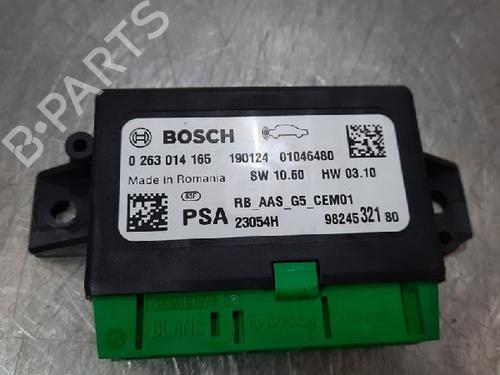 B-PARTS
BOSCH
0 263 014 165 190124 01046480
Made in Romania SW 10.60 HW 03.10
RB_AAS_G5_CEM01
PSA 23054H 98245 321 80
BLANC
BOSCH